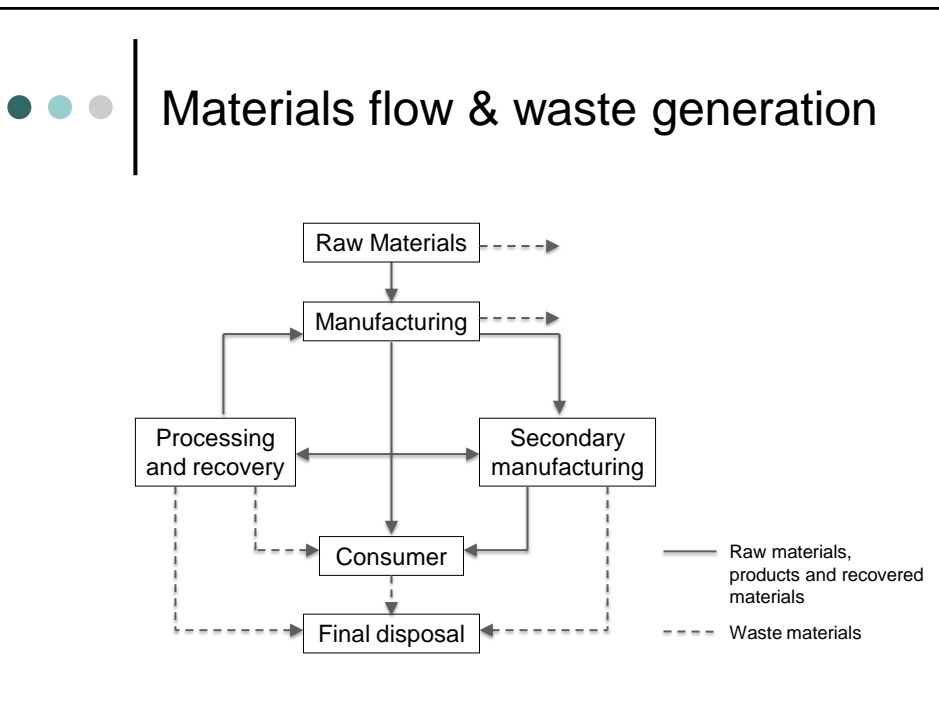 Materials flow & waste generation
Raw Materials
Manufacturing
Processing
and recovery
Secondary
manufacturing
Consumer
Final disposal
Raw materials,
products and recovered
materials
Waste materials